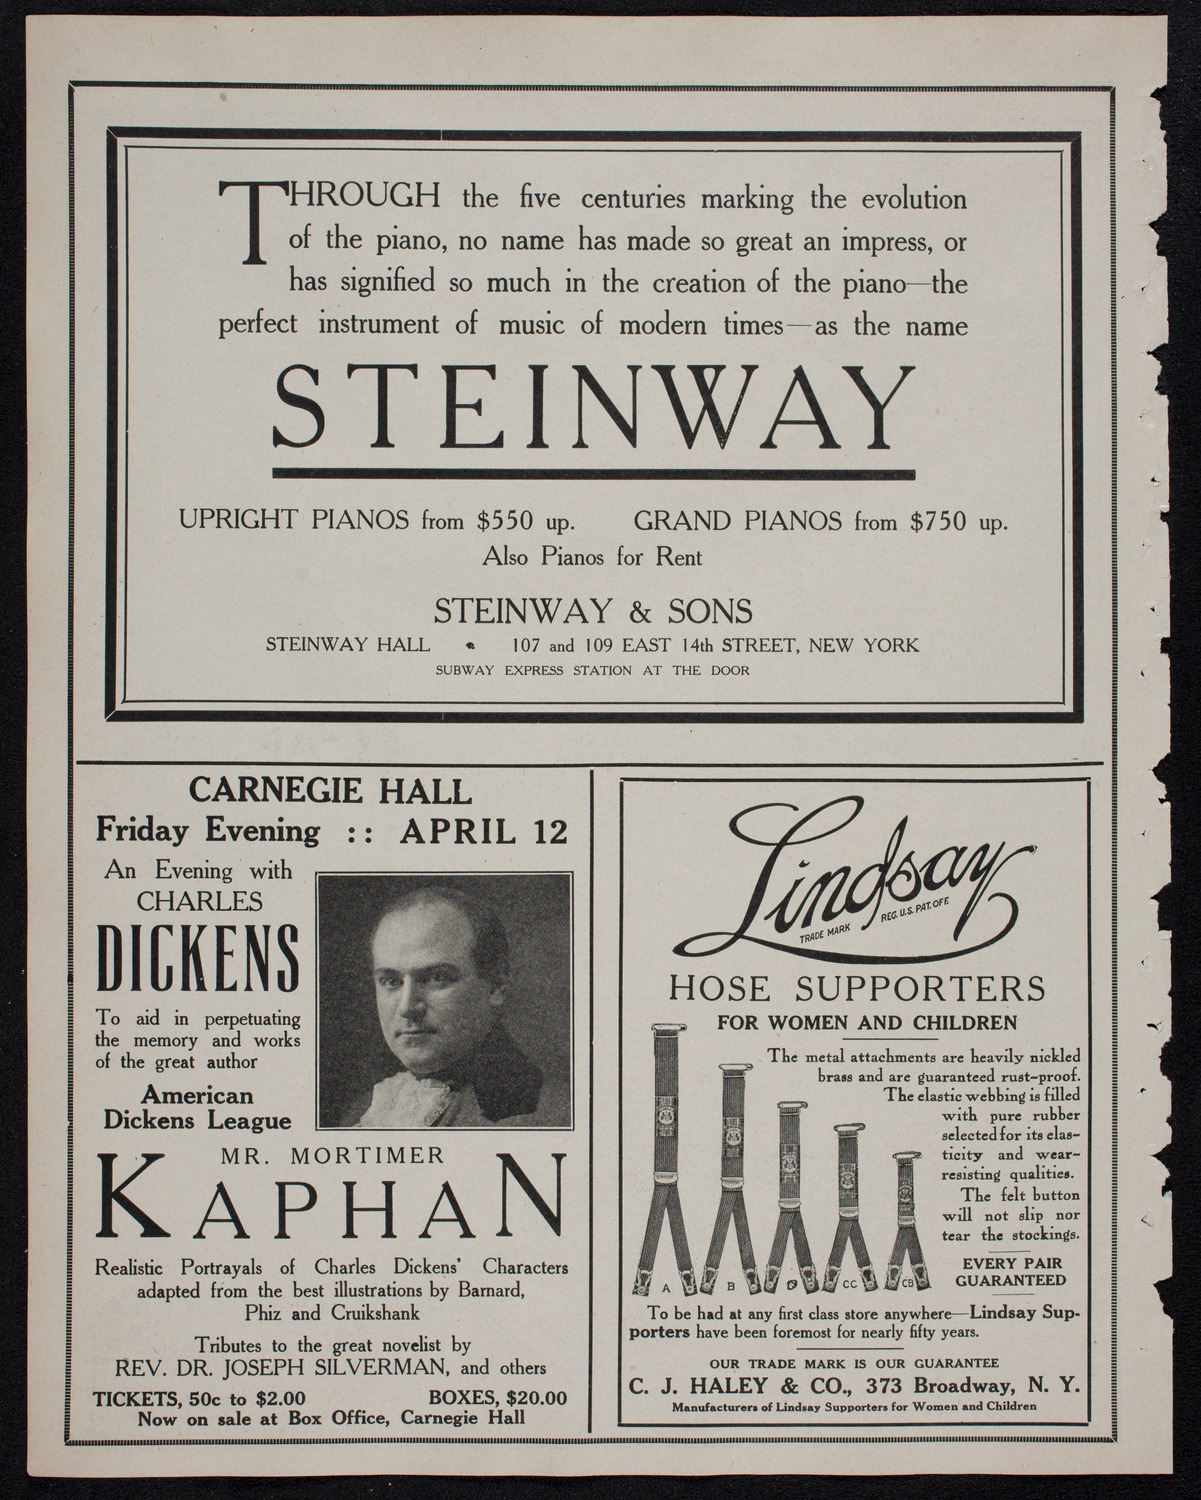 THROUGH the five centuries marking the evolution
of the piano, no name has made so great an impress, or
has signified so much in the creation of the piano—the
perfect instrument of music of modern times—as the name
STEINWAY
UPRIGHT PIANOS from $550 up. GRAND PIANOS from $750 up.
Also Pianos for Rent
STEINWAY & SONS
STEINWAY HALL 107 and 109 EAST 14th STREET, NEW YORK
SUBWAY EXPRESS STATION AT THE DOOR
CARNEGIE HALL
Friday Evening :: APRIL 12
An Evening with
CHARLES
DICKENS
To aid in perpetuating
the memory and works
of the great author
American
Dickens League
MR. MORTIMER
KAPHAN
Realistic Portrayals of Charles Dickens' Characters
adapted from the best illustrations by Barnard,
Phiz and Cruikshank
Tributes to the great novelist by
REV. DR. JOSEPH SILVERMAN, and others
TICKETS, 50c to $2.00 BOXES, $20.00
Now on sale at Box Office, Carnegie Hall
Lindsay
TRADE MARK REG. U.S. PAT. OFF.
HOSE SUPPORTERS
FOR WOMEN AND CHILDREN
The metal attachments are heavily nickled
brass and are guaranteed rust-proof.
The elastic webbing is filled
with pure rubber
selected for its elas-
ticity and wear-
resisting qualities.
The felt button
will not slip nor
tear the stockings.
EVERY PAIR
GUARANTEED
A B D CC CB
To be had at any first class store anywhere—Lindsay Sup-
porters have been foremost for nearly fifty years.
OUR TRADE MARK IS OUR GUARANTEE
C. J. HALEY & CO., 373 Broadway, N. Y.
Manufacturers of Lindsay Supporters for Women and Children